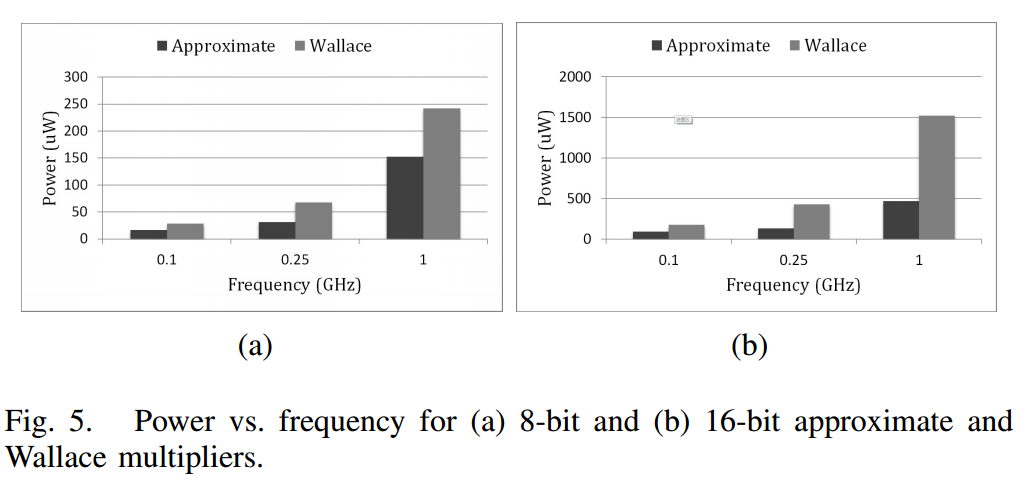 Approximate Wallace
300
250
200
150
100
50
0
Power (uW)
0.1 0.25 1
Frequency (GHz)
(a)
Approximate Wallace
2000
1500
1000
500
0
Power (uW)
0.1 0.25 1
Frequency (GHz)
(b)
Fig. 5. Power vs. frequency for (a) 8-bit and (b) 16-bit approximate and
Wallace multipliers.